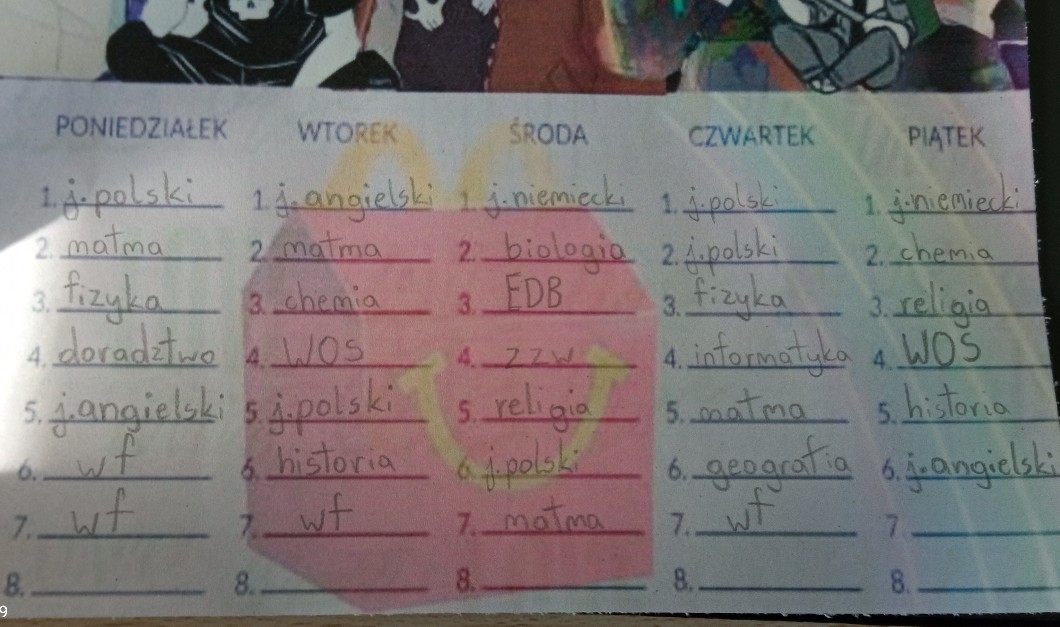 PONIEDZIAŁEK WTOREK ŚRODA CZWARTEK PIĄTEK
1. j.polski 1. j.angielski 1. j.niemiecki 1. j.polski 1. j.niemiecki
2. matma 2. matma 2. biologia 2. j.polski 2. chemia
3. fizyka 3. chemia 3. EDB 3. fizyka 3. religia
4. doradztwo 4. WOS 4. zzw 4. informatyka 4. WOS
5. j.angielski 5. j.polski 5. religia 5. matma 5. historia
6. wf 6. historia 6. j.polski 6. geografia 6. j.angielski
7. wf 7. wf 7. matma 7. wf 7.
8. 8. 8. 8. 8.
9